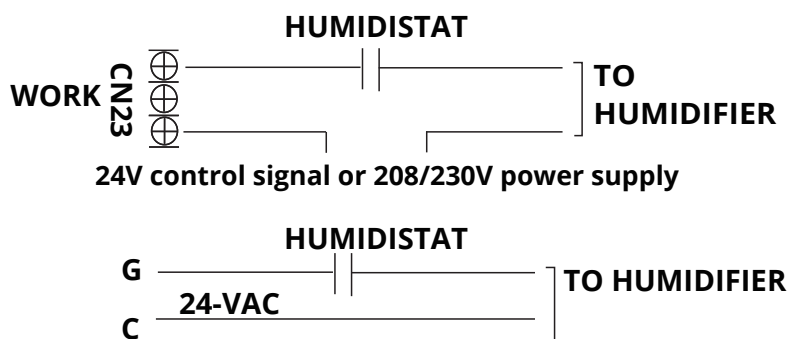 HUMIDISTAT
WORK CN23
TO
HUMIDIFIER
24V control signal or 208/230V power supply
HUMIDISTAT
G
TO HUMIDIFIER
24-VAC
C